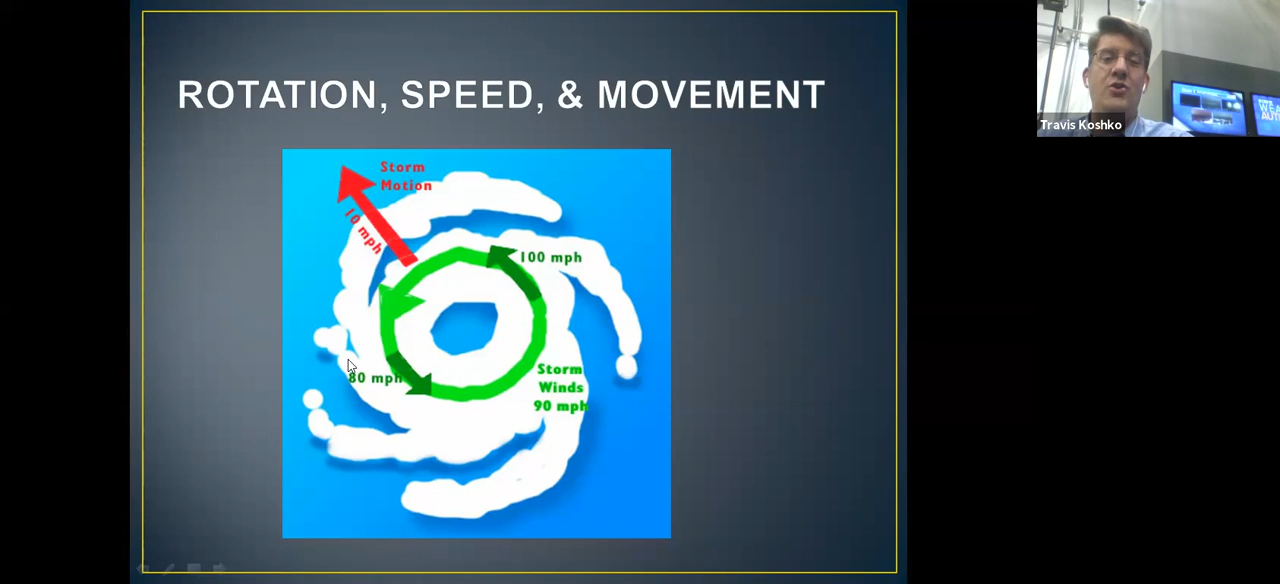 ROTATION, SPEED, & MOVEMENT
Storm
Motion
10 mph
100 mph
80 mph
Storm
Winds
90 mph
Travis Koshko